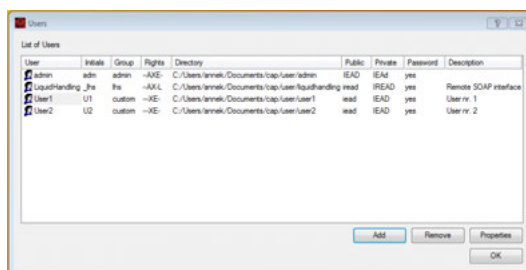 Users
List of Users
User Initials Group Rights Directory Public Private Password Description
admin adm admin --AXE- C:/Users/annek/Documents/cap/user/admin IEAD IEAd yes
LiquidHandling _lhs lhs --AX-L C:/Users/annek/Documents/cap/user/liquidhandling iread IREAD yes Remote SOAP interface
User1 U1 custom --XE- C:/Users/annek/Documents/cap/user/user1 iead IEAD yes User nr. 1
User2 U2 custom --XE- C:/Users/annek/Documents/cap/user/user2 iead IEAD yes User nr. 2
Add Remove Properties
OK